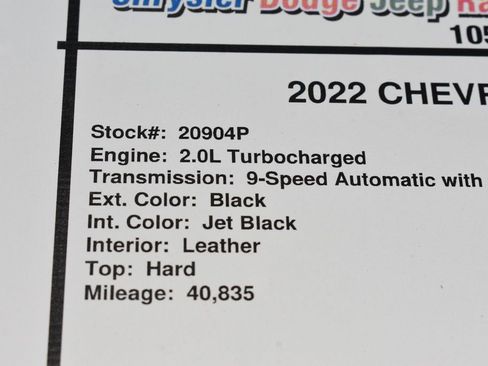 Chrysler Dodge Jeep Ra
105
2022 CHEVR
Stock#: 20904P
Engine: 2.0L Turbocharged
Transmission: 9-Speed Automatic with
Ext. Color: Black
Int. Color: Jet Black
Interior: Leather
Top: Hard
Mileage: 40,835